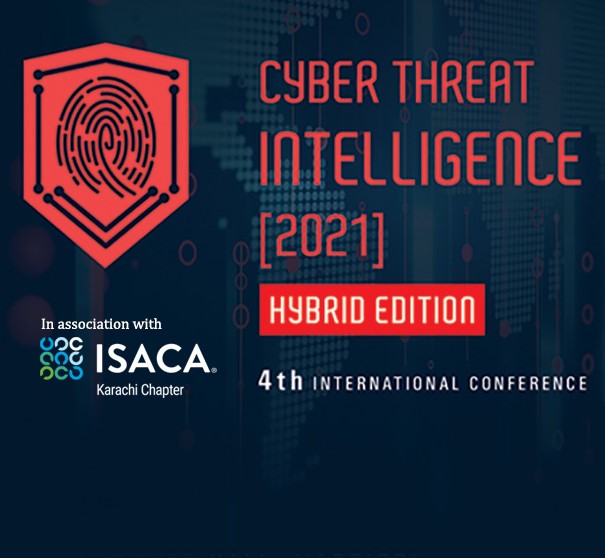 CYBER THREAT
INTELLIGENCE
[2021]
HYBRID EDITION
4th INTERNATIONAL CONFERENCE
In association with
ISACA®
Karachi Chapter